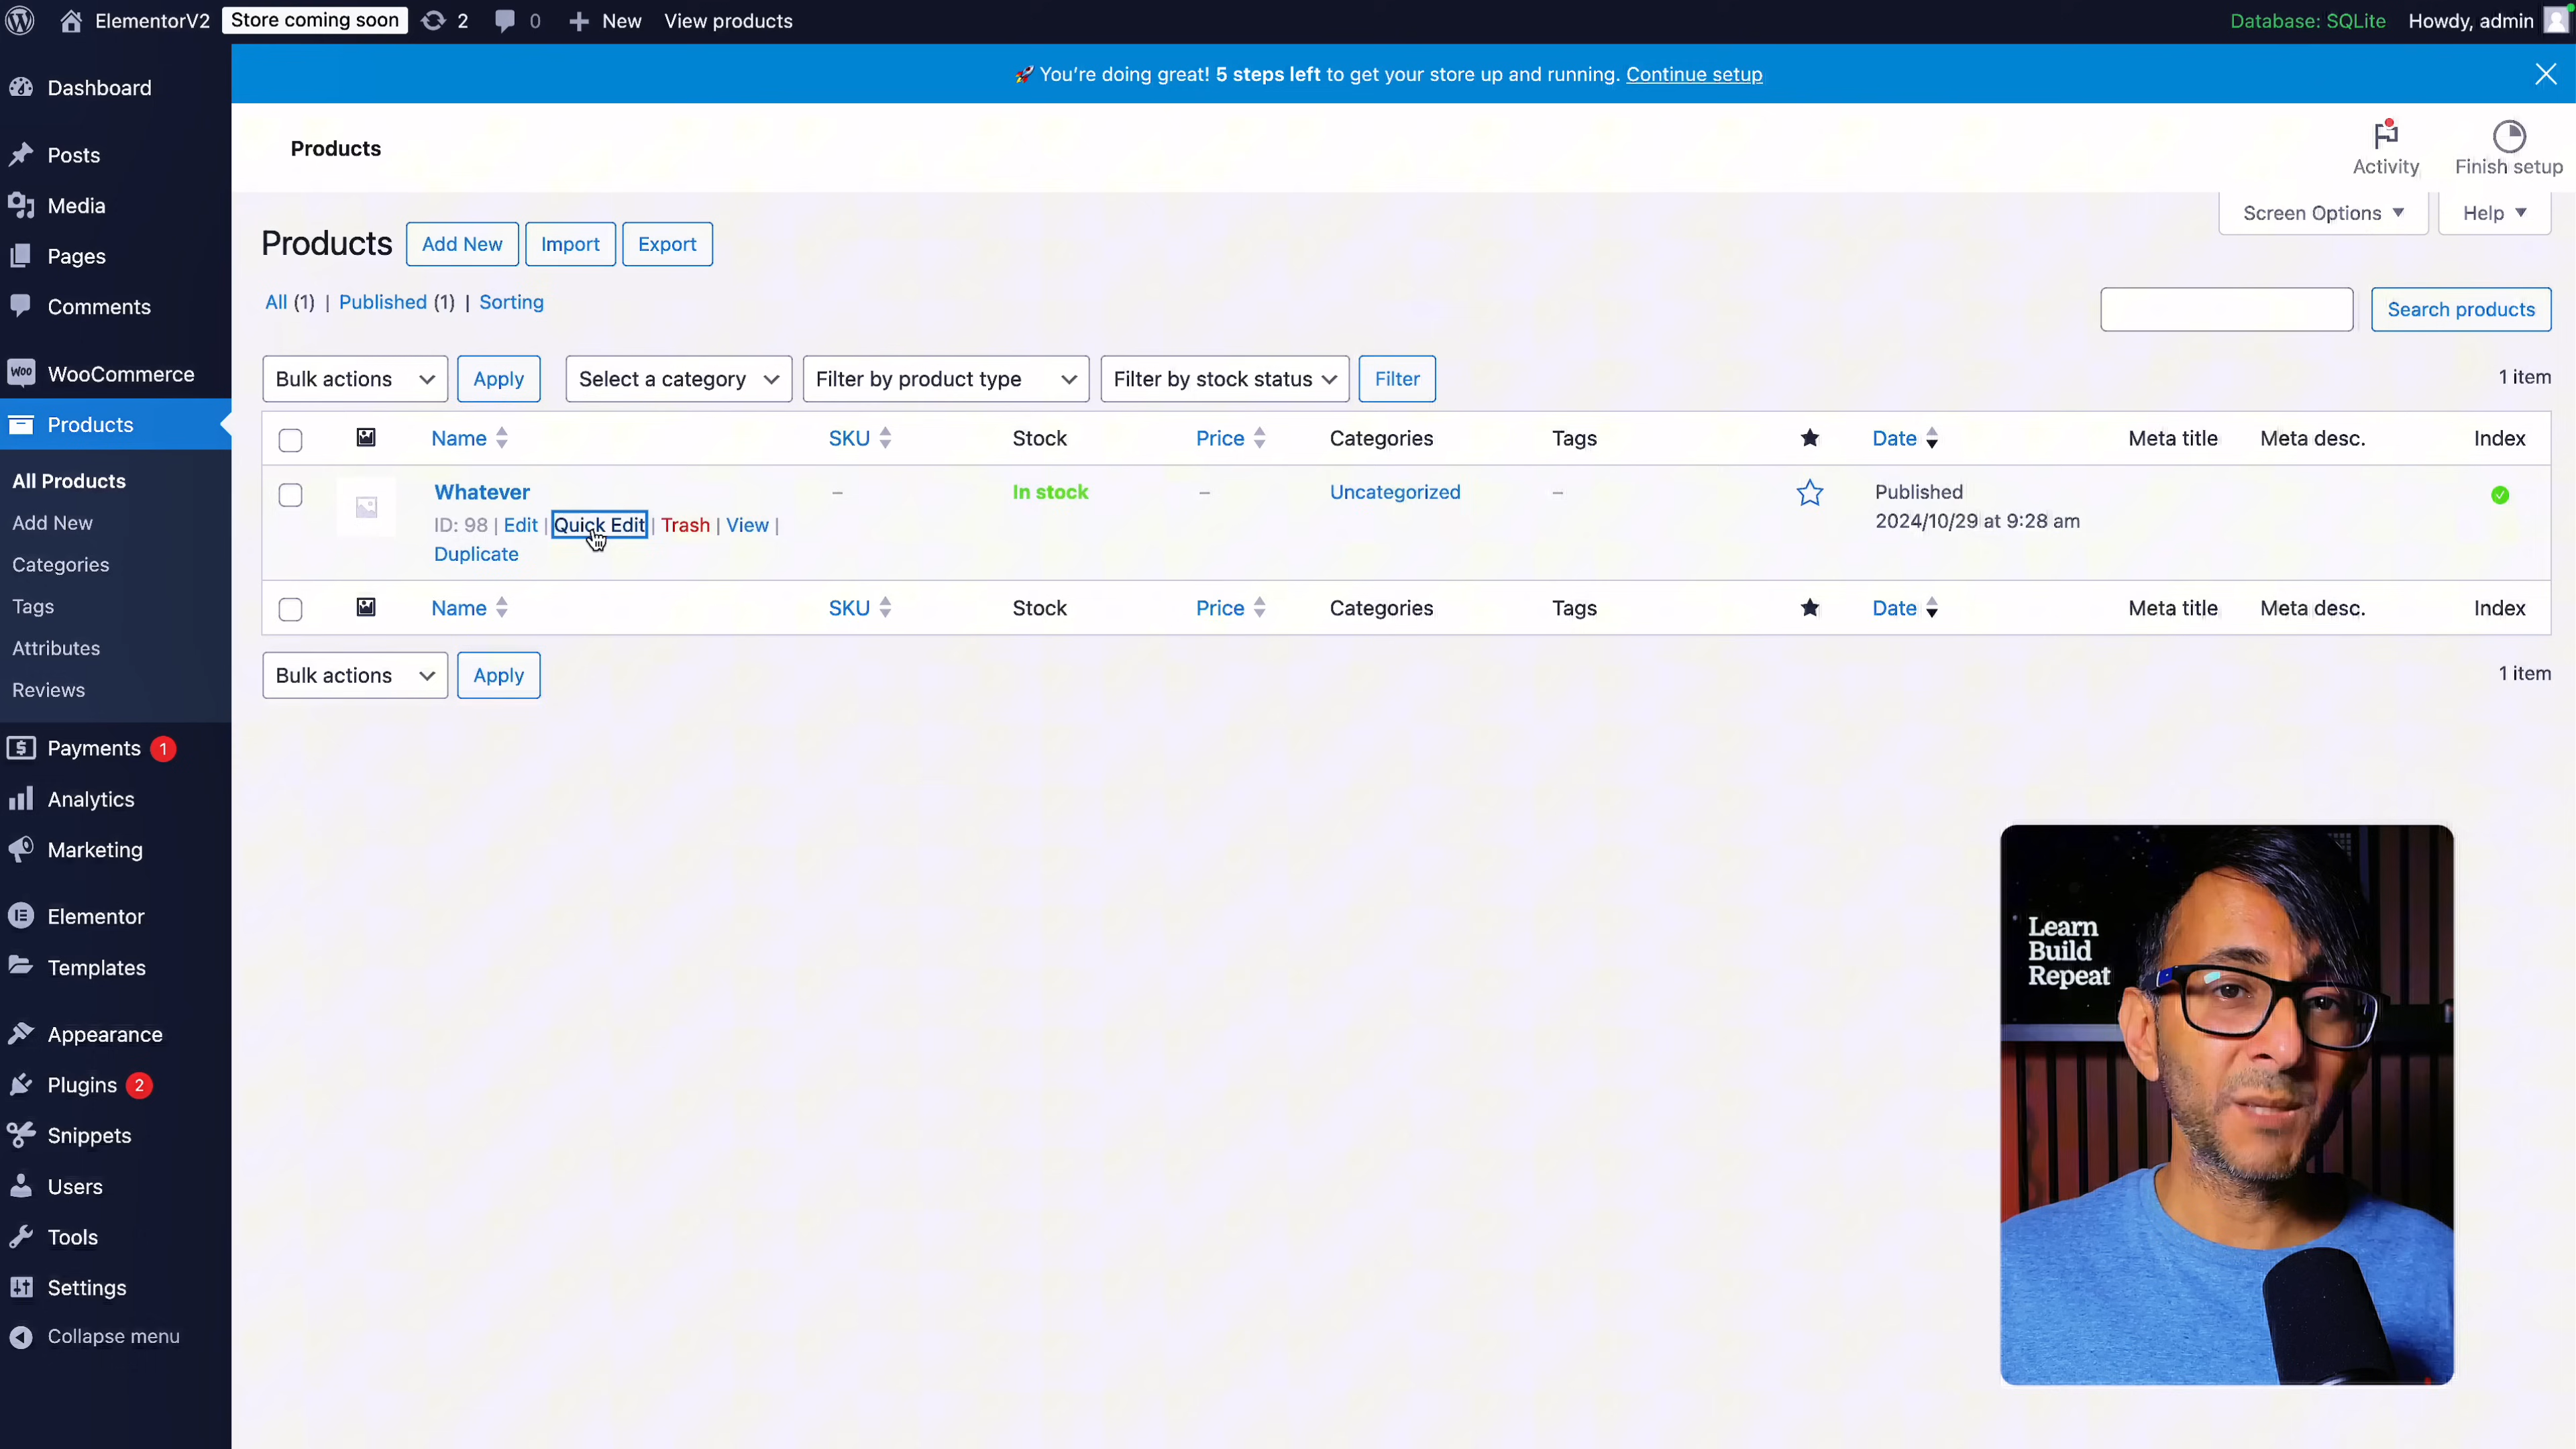 ElementorV2 Store coming soon 2 0 New View products Database: SQLite Howdy, admin
🚀 You're doing great! 5 steps left to get your store up and running. Continue setup
Dashboard
Posts
Media
Pages
Comments
WooCommerce
Products
All Products
Add New
Categories
Tags
Attributes
Reviews
Payments 1
Analytics
Marketing
Elementor
Templates
Appearance
Plugins 2
Snippets
Users
Tools
Settings
Collapse menu
Products
Activity
Finish setup
Screen Options
Help
Products Add New Import Export
All (1) | Published (1) | Sorting
Search products
Bulk actions Apply Select a category Filter by product type Filter by stock status Filter 1 item
Name SKU Stock Price Categories Tags Date Meta title Meta desc. Index
Whatever – In stock – Uncategorized – Published
ID: 98 | Edit | Quick Edit | Trash | View | 2024/10/29 at 9:28 am
Duplicate
Name SKU Stock Price Categories Tags Date Meta title Meta desc. Index
Bulk actions Apply 1 item
Learn
Build
Repeat